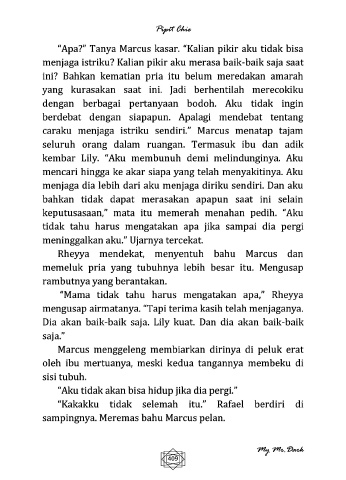 Pipit Chie
“Apa?” Tanya Marcus kasar. “Kalian pikir aku tidak bisa
menjaga istriku? Kalian pikir aku merasa baik-baik saja saat
ini? Bahkan kematian pria itu belum meredakan amarah
yang kurasakan saat ini. Jadi berhentilah merecokiku
dengan berbagai pertanyaan bodoh. Aku tidak ingin
berdebat dengan siapapun. Apalagi mendebat tentang
caraku menjaga istriku sendiri.” Marcus menatap tajam
seluruh orang dalam ruangan. Termasuk ibu dan adik
kembar Lily. “Aku membunuh demi melindunginya. Aku
mencari hingga ke akar siapa yang telah menyakitinya. Aku
menjaga dia lebih dari aku menjaga diriku sendiri. Dan aku
bahkan tidak dapat merasakan apapun saat ini selain
keputusasaan,” mata itu memerah menahan pedih. “Aku
tidak tahu harus mengatakan apa jika sampai dia pergi
meninggalkan aku.” Ujarnya tercekat.
Rheyya mendekat, menyentuh bahu Marcus dan
memeluk pria yang tubuhnya lebih besar itu. Mengusap
rambutnya yang berantakan.
“Mama tidak tahu harus mengatakan apa,” Rheyya
mengusap airmatanya. “Tapi terima kasih telah menjaganya.
Dia akan baik-baik saja. Lily kuat. Dan dia akan baik-baik
saja.”
Marcus menggeleng membiarkan dirinya di peluk erat
oleh ibu mertuanya, meski kedua tangannya membeku di
sisi tubuh.
“Aku tidak akan bisa hidup jika dia pergi.”
“Kakakku tidak selemah itu.” Rafael berdiri di
sampingnya. Meremas bahu Marcus pelan.
409
My Mr. Dark